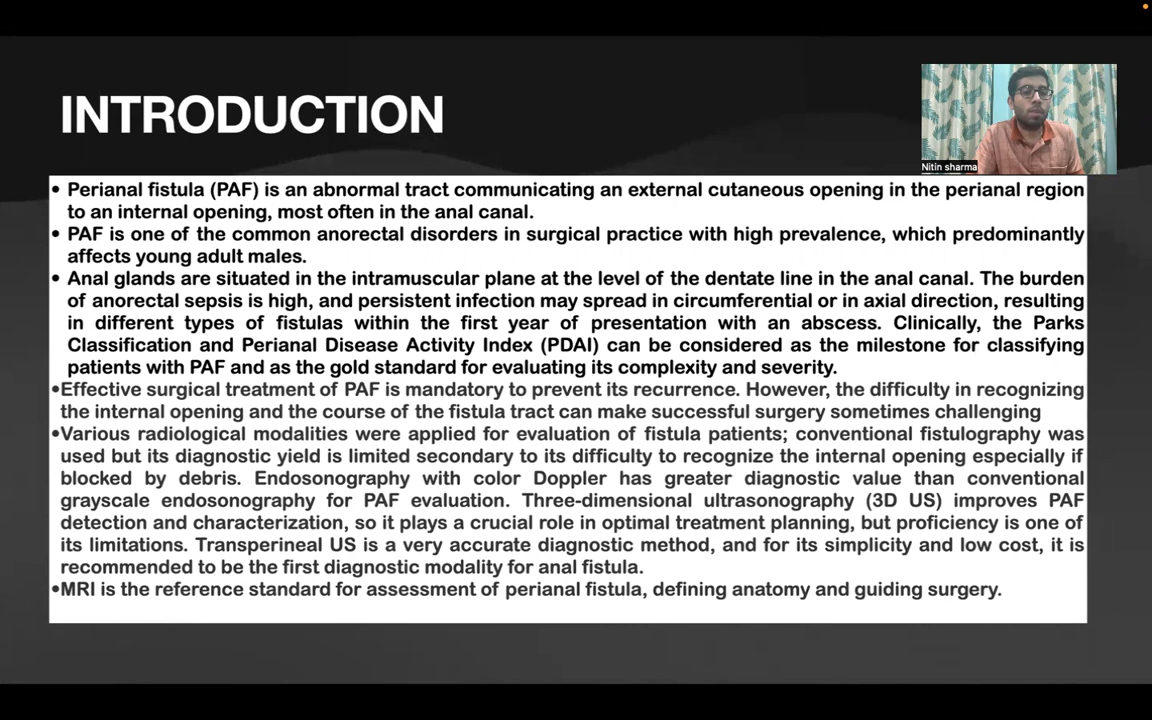 INTRODUCTION
Nitin sharma
• Perianal fistula (PAF) is an abnormal tract communicating an external cutaneous opening in the perianal region
to an internal opening, most often in the anal canal.
• PAF is one of the common anorectal disorders in surgical practice with high prevalence, which predominantly
affects young adult males.
• Anal glands are situated in the intramuscular plane at the level of the dentate line in the anal canal. The burden
of anorectal sepsis is high, and persistent infection may spread in circumferential or in axial direction, resulting
in different types of fistulas within the first year of presentation with an abscess. Clinically, the Parks
Classification and Perianal Disease Activity Index (PDAI) can be considered as the milestone for classifying
patients with PAF and as the gold standard for evaluating its complexity and severity.
•Effective surgical treatment of PAF is mandatory to prevent its recurrence. However, the difficulty in recognizing
the internal opening and the course of the fistula tract can make successful surgery sometimes challenging
•Various radiological modalities were applied for evaluation of fistula patients; conventional fistulography was
used but its diagnostic yield is limited secondary to its difficulty to recognize the internal opening especially if
blocked by debris. Endosonography with color Doppler has greater diagnostic value than conventional
grayscale endosonography for PAF evaluation. Three-dimensional ultrasonography (3D US) improves PAF
detection and characterization, so it plays a crucial role in optimal treatment planning, but proficiency is one of
its limitations. Transperineal US is a very accurate diagnostic method, and for its simplicity and low cost, it is
recommended to be the first diagnostic modality for anal fistula.
•MRI is the reference standard for assessment of perianal fistula, defining anatomy and guiding surgery.